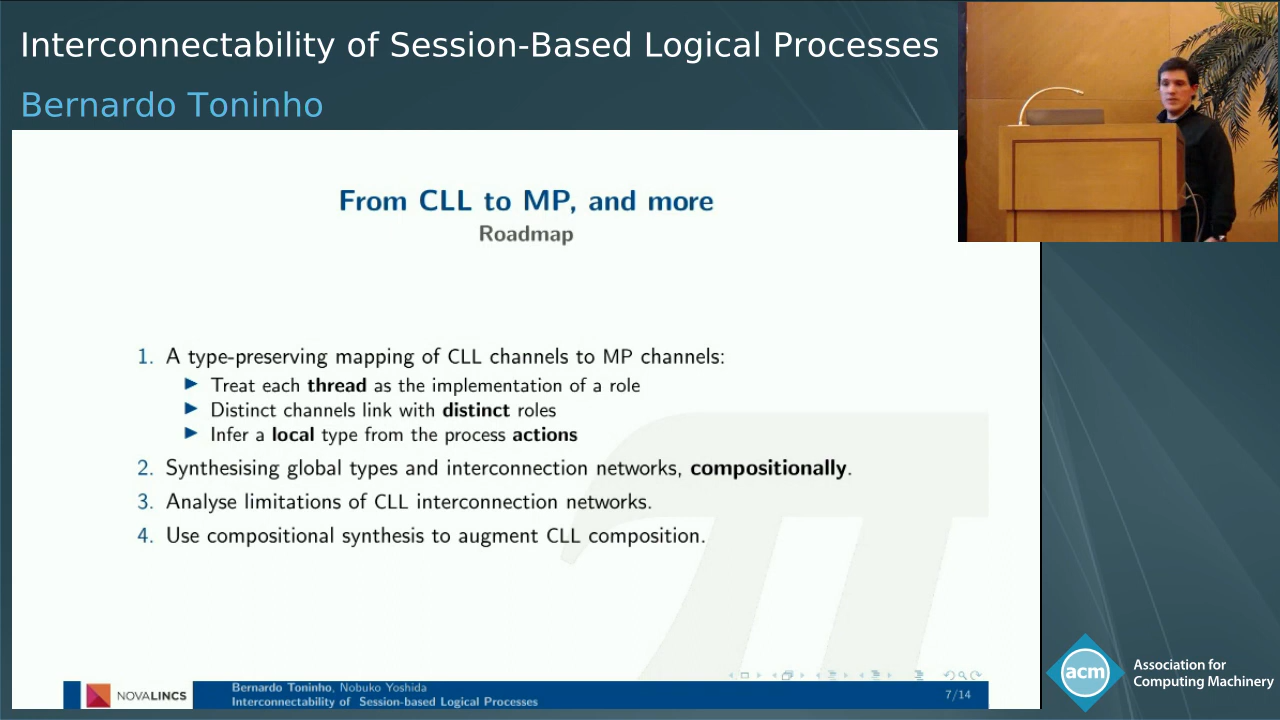 Interconnectability of Session-Based Logical Processes
Bernardo Toninho
From CLL to MP, and more
Roadmap
1. A type-preserving mapping of CLL channels to MP channels:
Treat each thread as the implementation of a role
Distinct channels link with distinct roles
Infer a local type from the process actions
2. Synthesising global types and interconnection networks, compositionally.
3. Analyse limitations of CLL interconnection networks.
4. Use compositional synthesis to augment CLL composition.
NOVALINCS
Bernardo Toninho, Nobuko Yoshida
Interconnectability of Session-based Logical Processes
7/14
acm
Association for
Computing Machinery